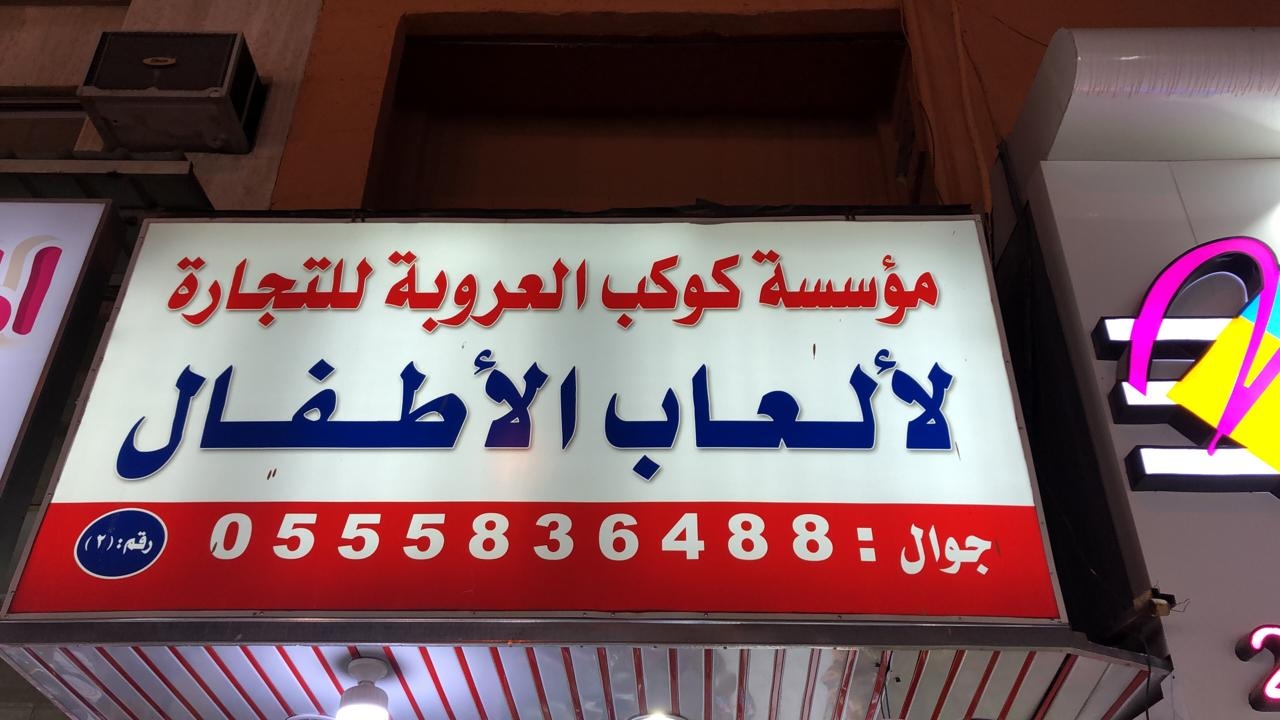 مؤسسة كوكب العروبة للتجارة
لألعاب الأطفال
جوال : 0555836488
رقم: (٢)